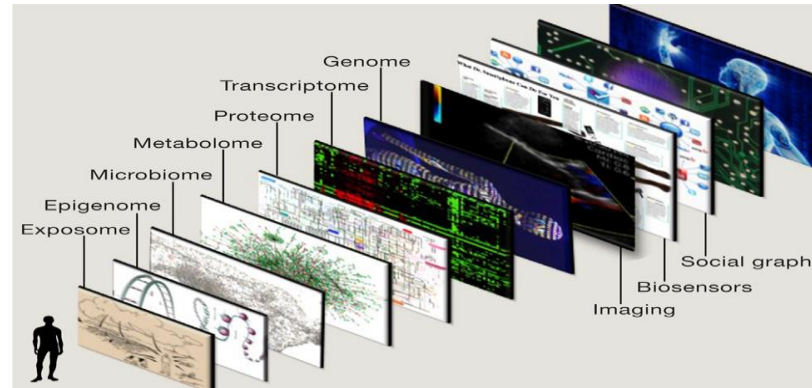 Genome
Transcriptome
Proteome
Metabolome
Microbiome
Epigenome
Exposome
Social graph
Biosensors
Imaging